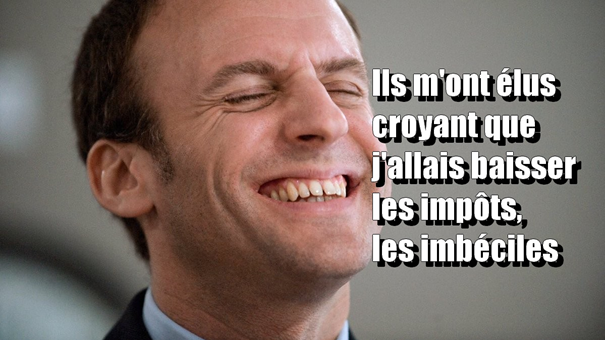 Ils m'ont élus
croyant que
j'allais baisser
les impôts,
les imbéciles